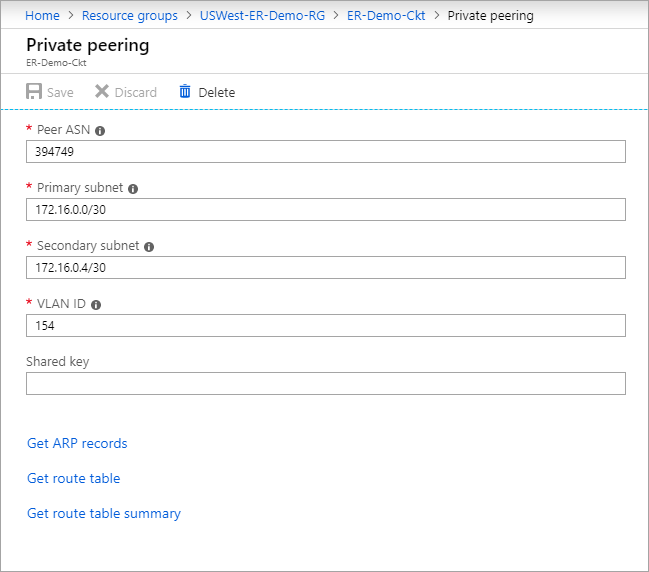 Home > Resource groups > USWest-ER-Demo-RG > ER-Demo-Ckt > Private peering
Private peering
ER-Demo-Ckt
Save Discard Delete
* Peer ASN
394749
* Primary subnet
172.16.0.0/30
* Secondary subnet
172.16.0.4/30
* VLAN ID
154
Shared key
Get ARP records
Get route table
Get route table summary